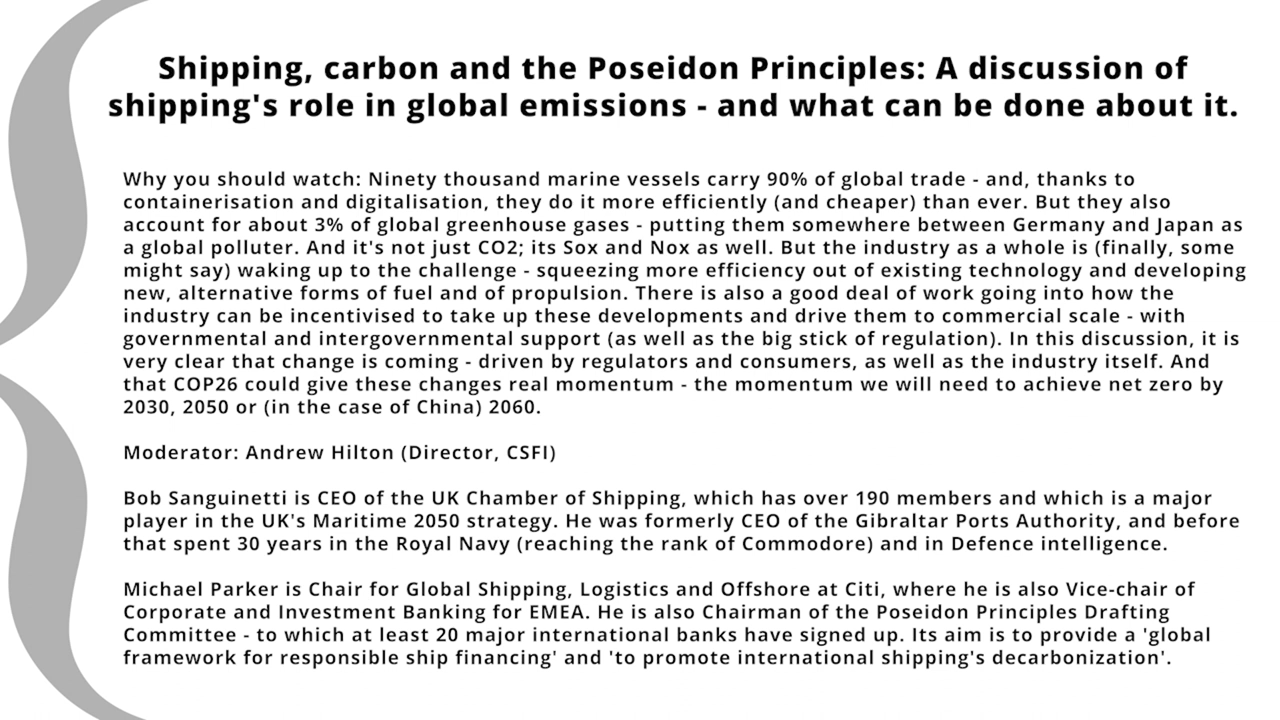 Shipping, carbon and the Poseidon Principles: A discussion of
shipping's role in global emissions - and what can be done about it.
Why you should watch: Ninety thousand marine vessels carry 90% of global trade - and, thanks to
containerisation and digitalisation, they do it more efficiently (and cheaper) than ever. But they also
account for about 3% of global greenhouse gases - putting them somewhere between Germany and Japan as
a global polluter. And it's not just CO2; its Sox and Nox as well. But the industry as a whole is (finally, some
might say) waking up to the challenge - squeezing more efficiency out of existing technology and developing
new, alternative forms of fuel and of propulsion. There is also a good deal of work going into how the
industry can be incentivised to take up these developments and drive them to commercial scale - with
governmental and intergovernmental support (as well as the big stick of regulation). In this discussion, it is
very clear that change is coming - driven by regulators and consumers, as well as the industry itself. And
that COP26 could give these changes real momentum - the momentum we will need to achieve net zero by
2030, 2050 or (in the case of China) 2060.
Moderator: Andrew Hilton (Director, CSFI)
Bob Sanguinetti is CEO of the UK Chamber of Shipping, which has over 190 members and which is a major
player in the UK's Maritime 2050 strategy. He was formerly CEO of the Gibraltar Ports Authority, and before
that spent 30 years in the Royal Navy (reaching the rank of Commodore) and in Defence intelligence.
Michael Parker is Chair for Global Shipping, Logistics and Offshore at Citi, where he is also Vice-chair of
Corporate and Investment Banking for EMEA. He is also Chairman of the Poseidon Principles Drafting
Committee - to which at least 20 major international banks have signed up. Its aim is to provide a 'global
framework for responsible ship financing' and 'to promote international shipping's decarbonization'.